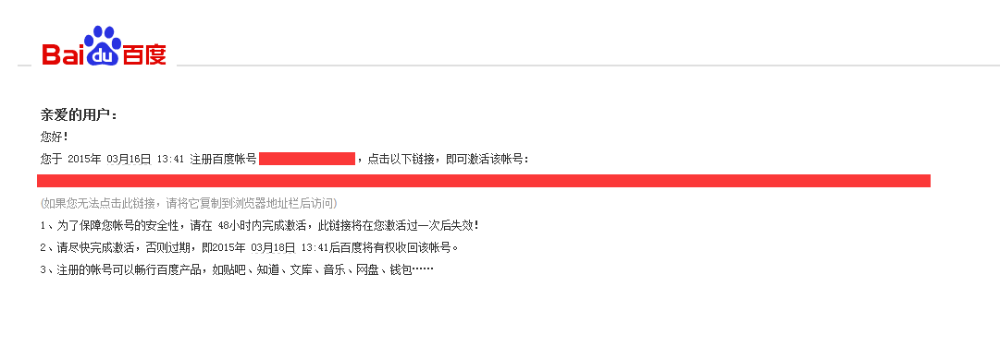 Bai du 百度
亲爱的用户：
您好！
您于 2015年 03月16日 13:41 注册百度帐号 ，点击以下链接，即可激活该帐号：
(如果您无法点击此链接，请将它复制到浏览器地址栏后访问)
1、为了保障您帐号的安全性，请在 48小时内完成激活，此链接将在您激活过一次后失效！
2、请尽快完成激活，否则过期，即2015年 03月18日 13:41后百度将有权收回该帐号。
3、注册的帐号可以畅行百度产品，如贴吧、知道、文库、音乐、网盘、钱包……